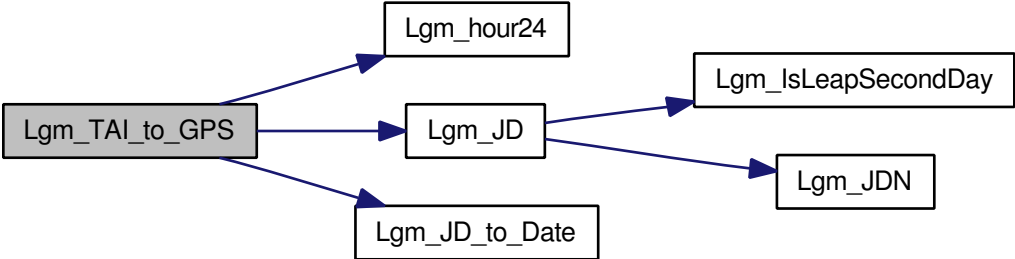 Lgm_hour24
Lgm_IsLeapSecondDay
Lgm_TAI_to_GPS
Lgm_JD
Lgm_JDN
Lgm_JD_to_Date